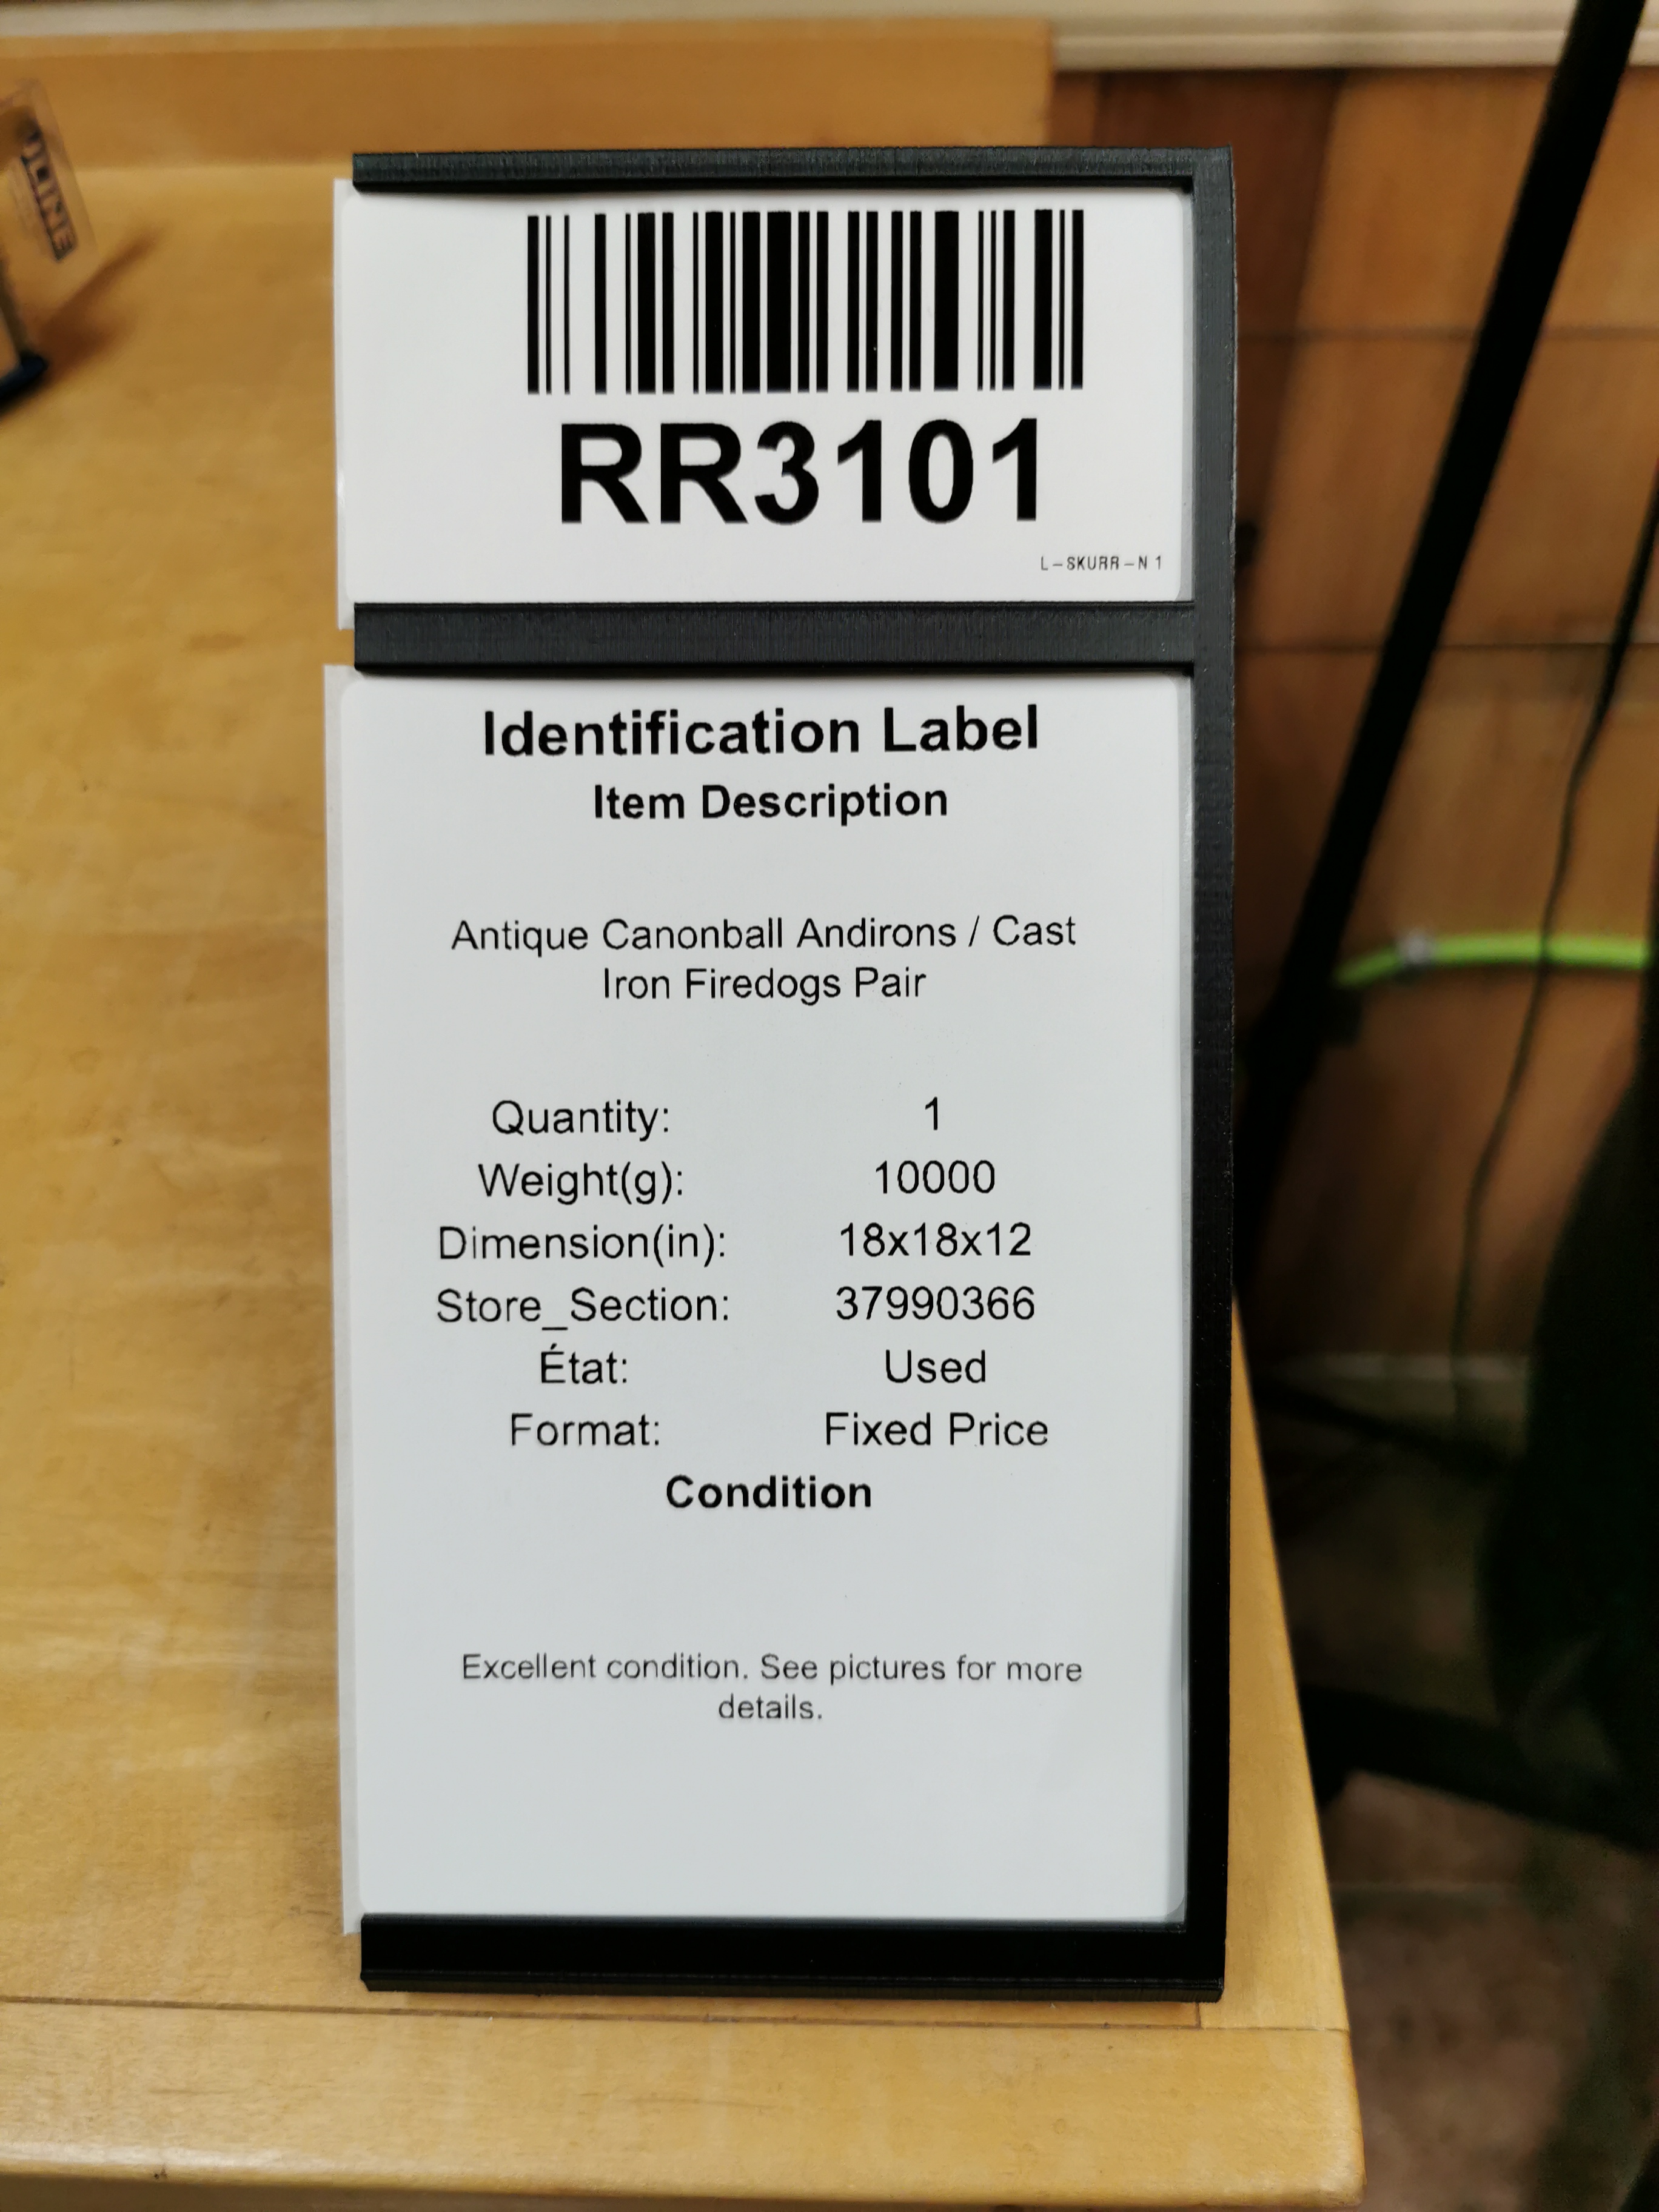 RR3101
L-SKURR-N 1
Identification Label
Item Description
Antique Canonball Andirons / Cast
Iron Firedogs Pair
Quantity: 1
Weight(g): 10000
Dimension(in): 18x18x12
Store_Section: 37990366
État: Used
Format: Fixed Price
Condition
Excellent condition. See pictures for more
details.